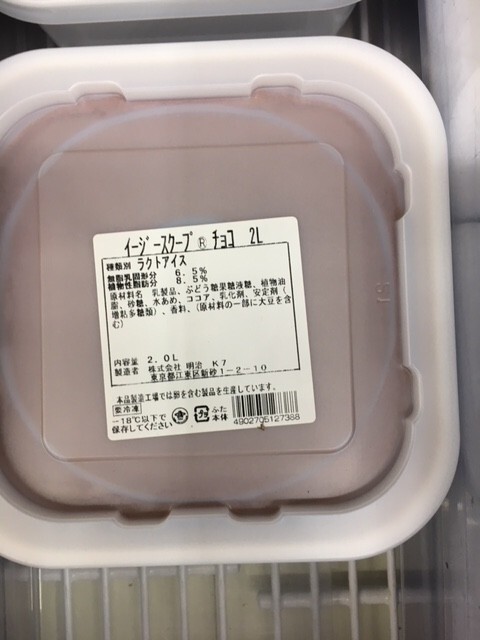 イージースクープ® チョコ 2L
種類別 ラクトアイス
無脂乳固形分 6.5%
植物性脂肪分 8.5%
原材料名 乳製品、ぶどう糖果糖液糖、植物油
脂、砂糖、水あめ、ココア、乳化剤、安定剤（
増粘多糖類）、香料、（原材料の一部に大豆を含
む）
内容量 2.0L
製造者 株式会社 明治 K7
東京都江東区新砂1-2-10
本品製造工場では卵を含む製品を生産しています。
要冷凍
-18℃以下で
保存してください
プラ ふた
本体
4902705127388